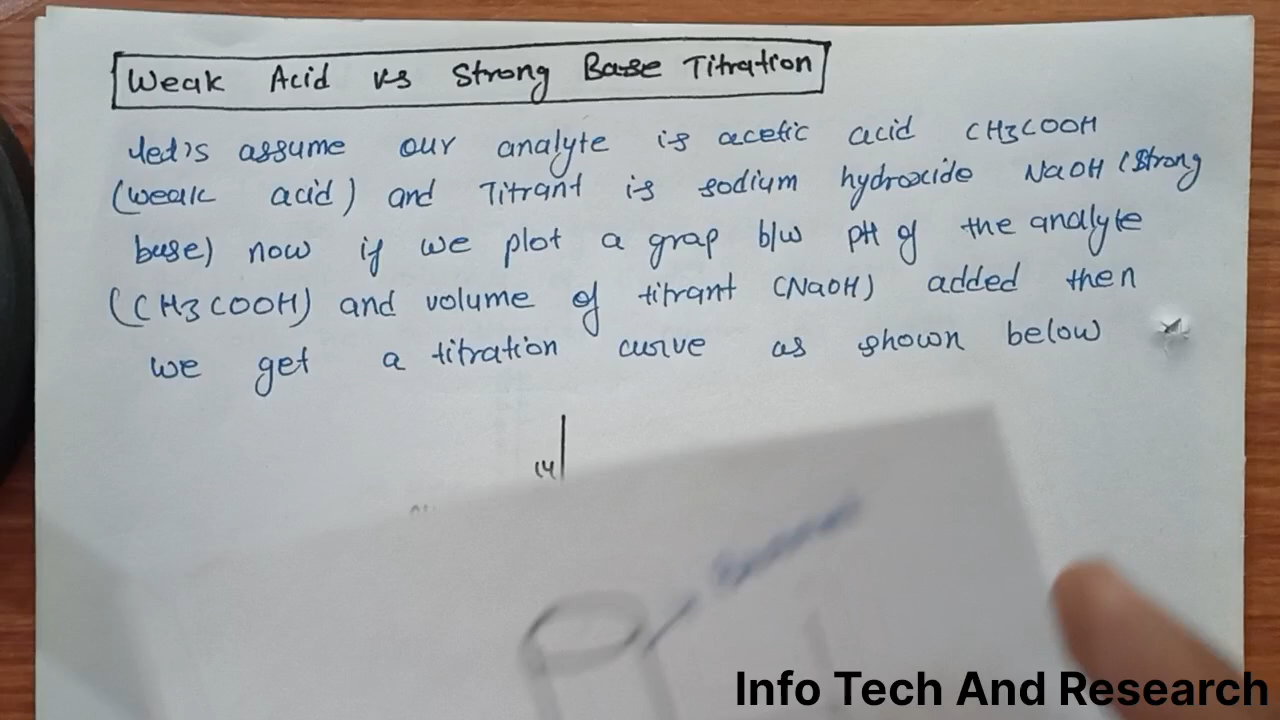 Weak Acid vs Strong Base Titration
let's assume our analyte is acetic acid CH3COOH
(weak acid) and Titrant is sodium hydroxide NaOH (Strong
base) now if we plot a grap b/w pH of the analyte
(CH3COOH) and volume of titrant (NaOH) added then
we get a titration curve as shown below
14
Info Tech And Research